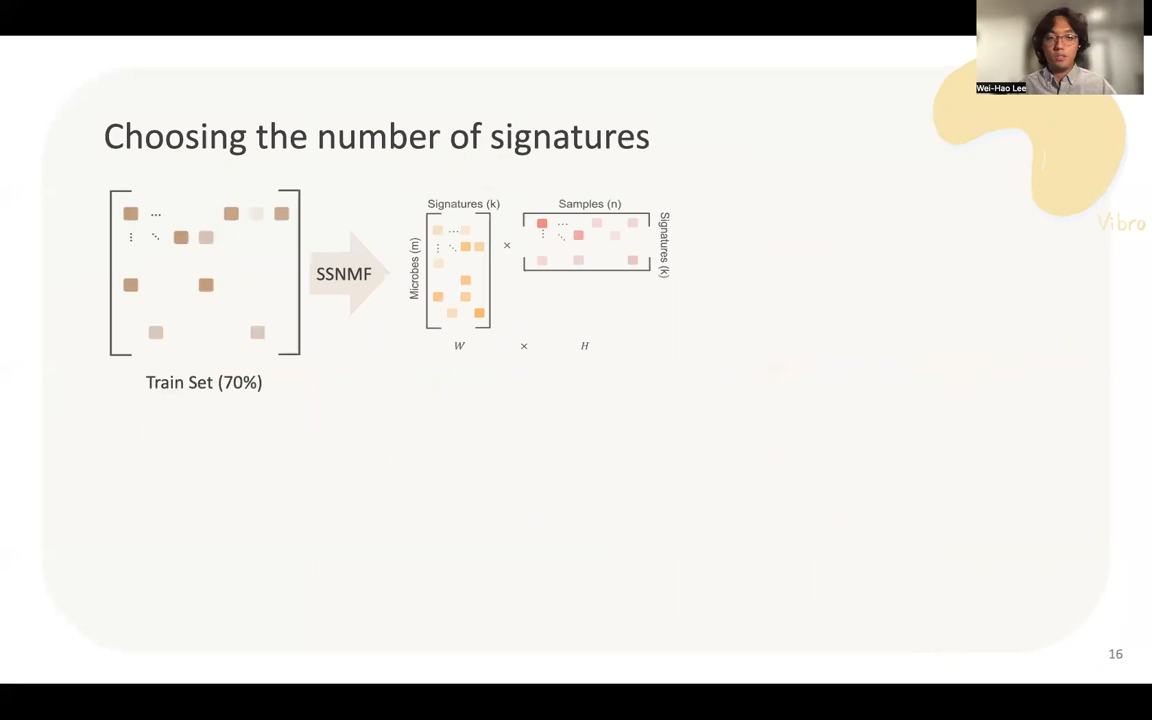 Wei-Hao Lee
Choosing the number of signatures
Vibro
Signatures (k)
Samples (n)
Microbes (m)
Signatures (k)
SSNMF
×
W × H
Train Set (70%)
16